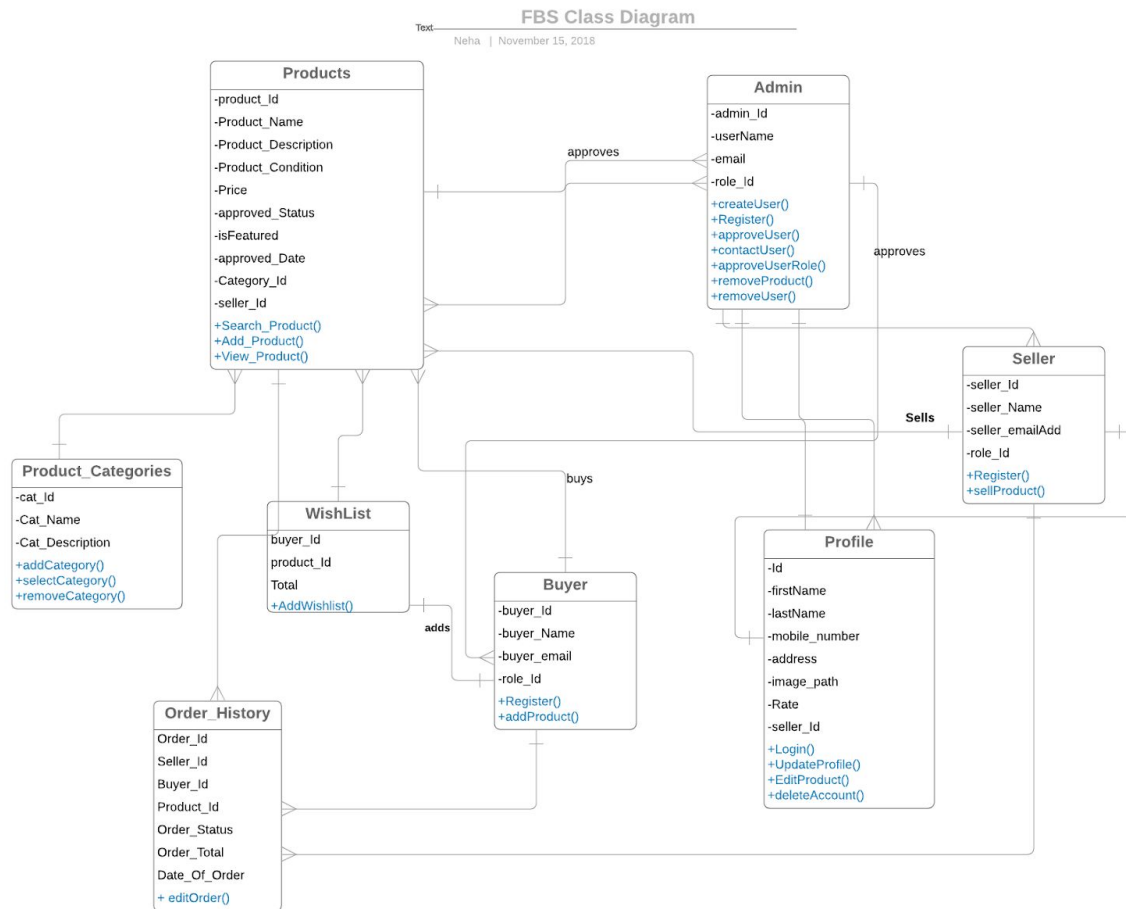 FBS Class Diagram
Text
Neha | November 15, 2018
Products
-product_Id
-Product_Name
-Product_Description
-Product_Condition
-Price
-approved_Status
-isFeatured
-approved_Date
-Category_Id
-seller_Id
+Search_Product()
+Add_Product()
+View_Product()
approves
Admin
-admin_Id
-userName
-email
-role_Id
+createUser()
+Register()
+approveUser()
+contactUser()
+approveUserRole()
+removeProduct()
+removeUser()
approves
Seller
-seller_Id
-seller_Name
-seller_emailAdd
-role_Id
+Register()
+sellProduct()
Sells
Product_Categories
-cat_Id
-Cat_Name
-Cat_Description
+addCategory()
+selectCategory()
+removeCategory()
WishList
buyer_Id
product_Id
Total
+AddWishlist()
buys
adds
Buyer
-buyer_Id
-buyer_Name
-buyer_email
-role_Id
+Register()
+addProduct()
Profile
-Id
-firstName
-lastName
-mobile_number
-address
-image_path
-Rate
-seller_Id
+Login()
+UpdateProfile()
+EditProduct()
+deleteAccount()
Order_History
Order_Id
Seller_Id
Buyer_Id
Product_Id
Order_Status
Order_Total
Date_Of_Order
+ editOrder()